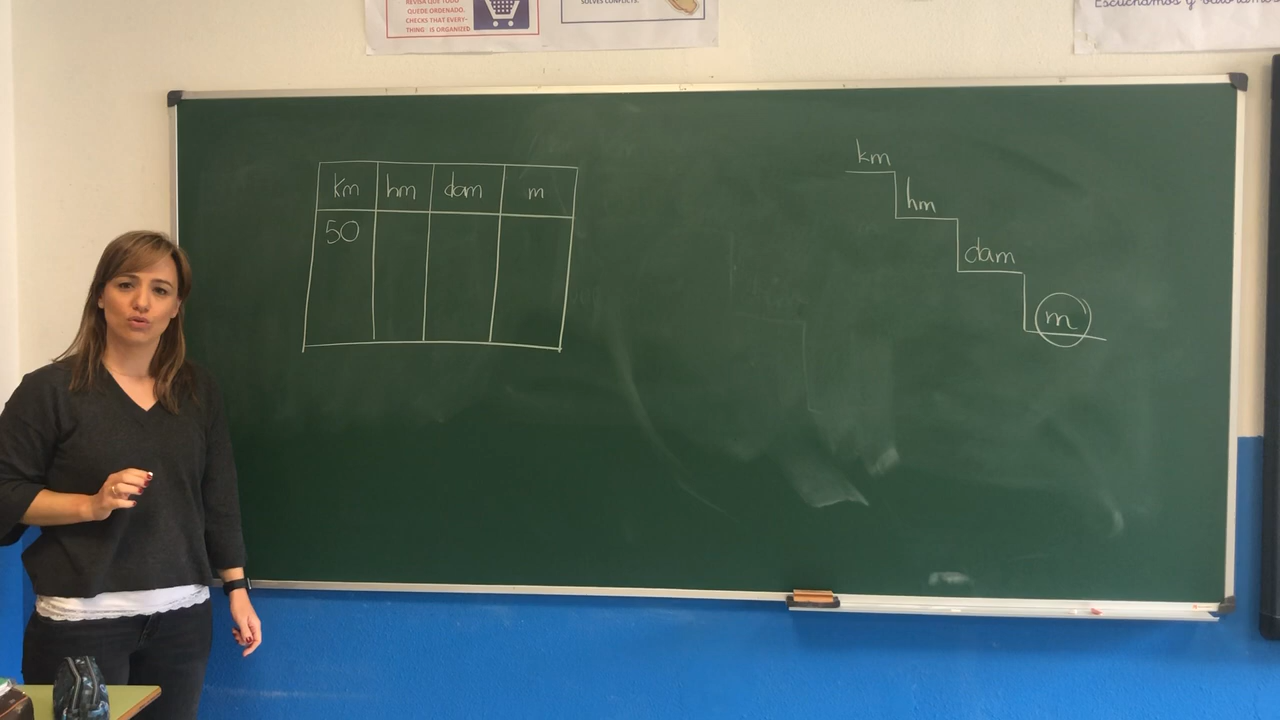 REVISA QUE TODO
QUEDE ORDENADO.
CHECKS THAT EVERY-
THING IS ORGANIZED
SOLVES CONFLICTS.
Escuchamos y
km hm dam m
50
km
hm
dam
m